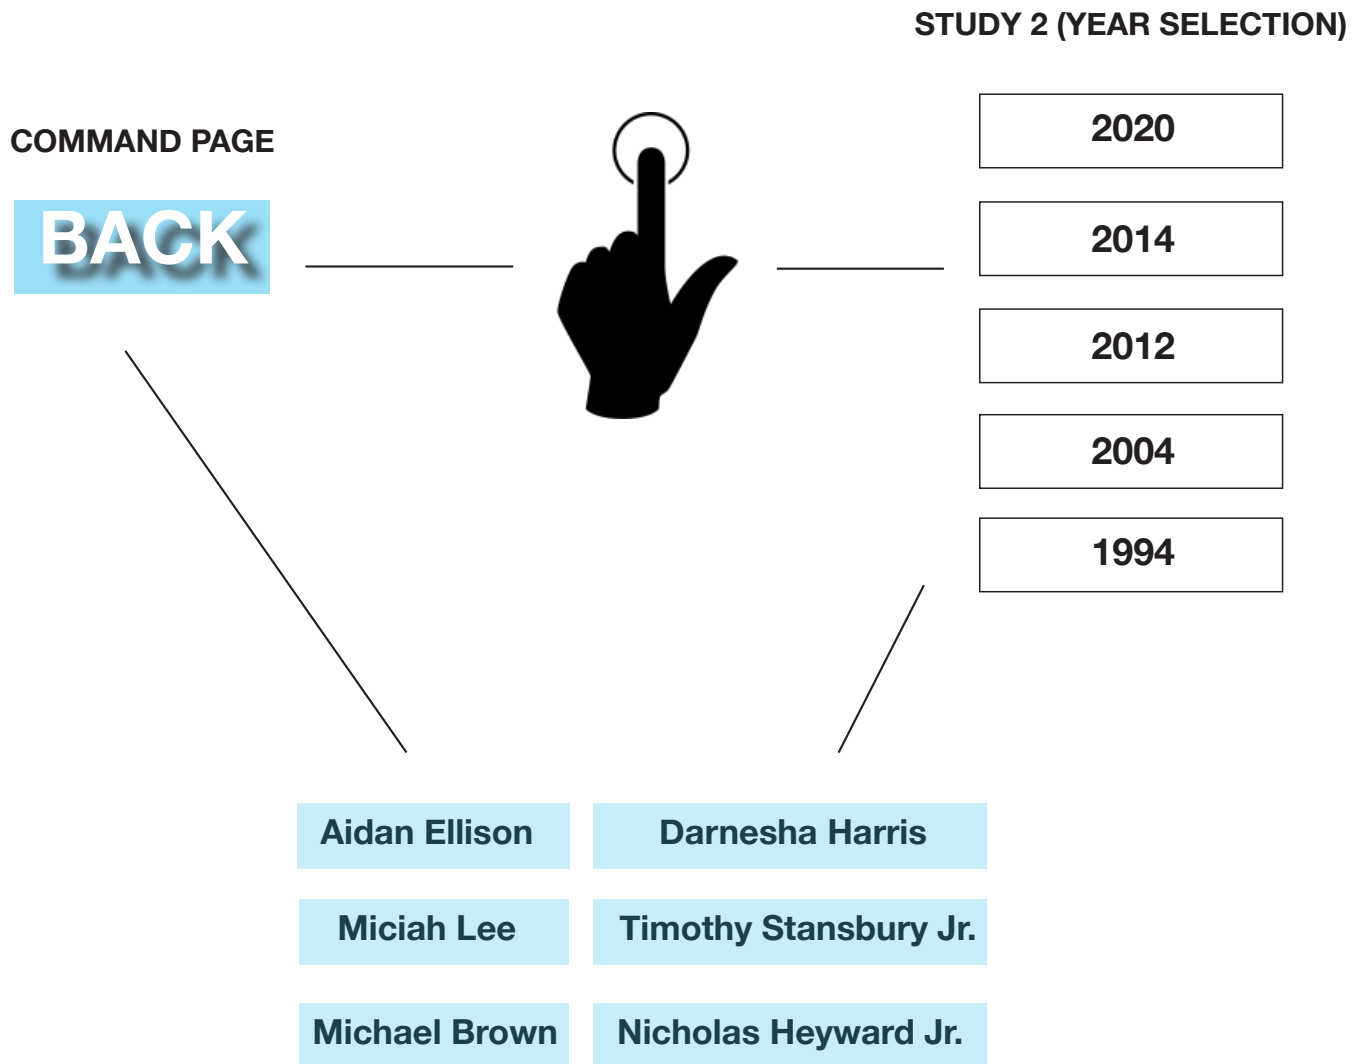 STUDY 2 (YEAR SELECTION)
COMMAND PAGE
BACK
2020
2014
2012
2004
1994
Aidan Ellison
Darnesha Harris
Miciah Lee
Timothy Stansbury Jr.
Michael Brown
Nicholas Heyward Jr.